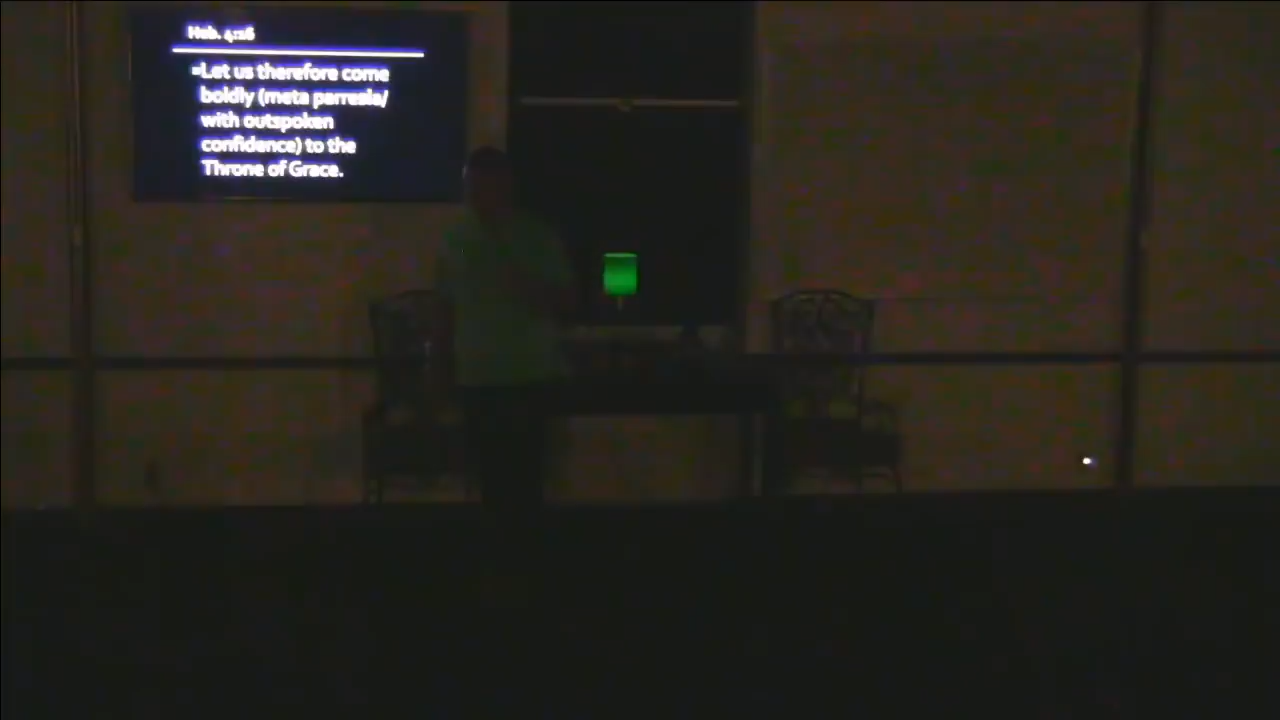 Heb. 4:16
▪Let us therefore come
boldly (meta parresia/
with outspoken
confidence) to the
Throne of Grace.